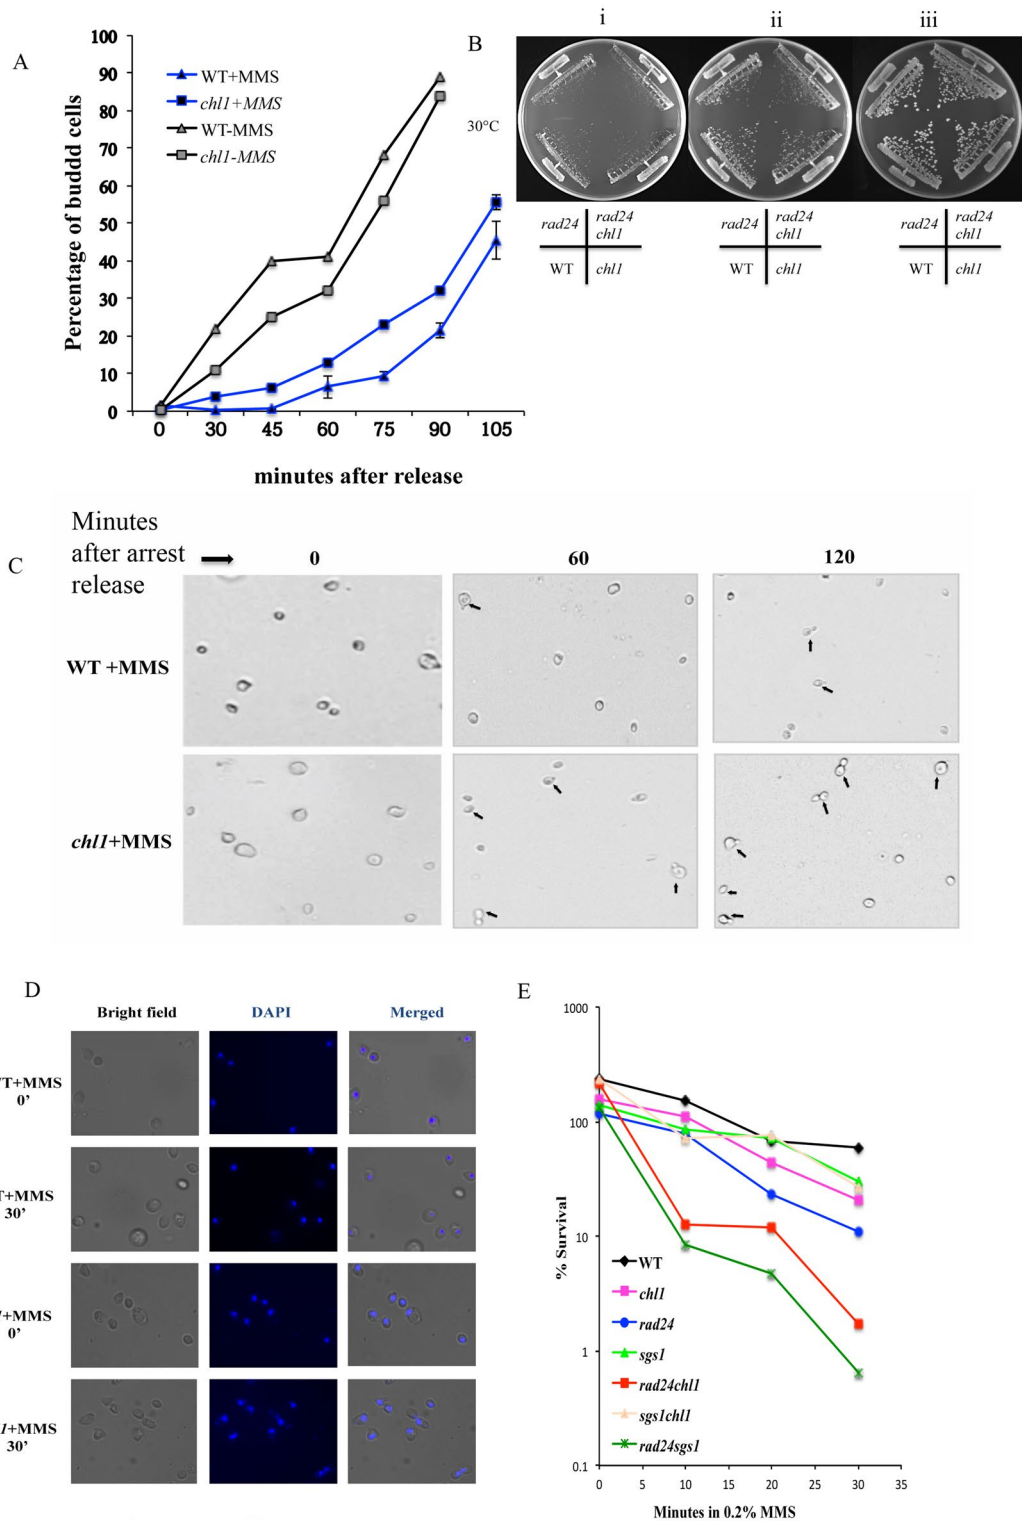 A
Percentage of budd cells
100
90
80
70
60
50
40
30
20
10
0
WT+MMS
chl1+MMS
WT-MMS
chl1-MMS
0 30 45 60 75 90 105
minutes after release
B
i ii iii
30°C
rad24 rad24 chl1
WT chl1
rad24 rad24 chl1
WT chl1
rad24 rad24 chl1
WT chl1
C
Minutes
after arrest
release
0 60 120
WT +MMS
chl1+MMS
D
Bright field DAPI Merged
T+MMS
0'
T+MMS
30'
+MMS
0'
1+MMS
30'
E
% Survival
1000
100
10
1
0.1
WT
chl1
rad24
sgs1
rad24chl1
sgs1chl1
rad24sgs1
0 5 10 15 20 25 30 35
Minutes in 0.2% MMS